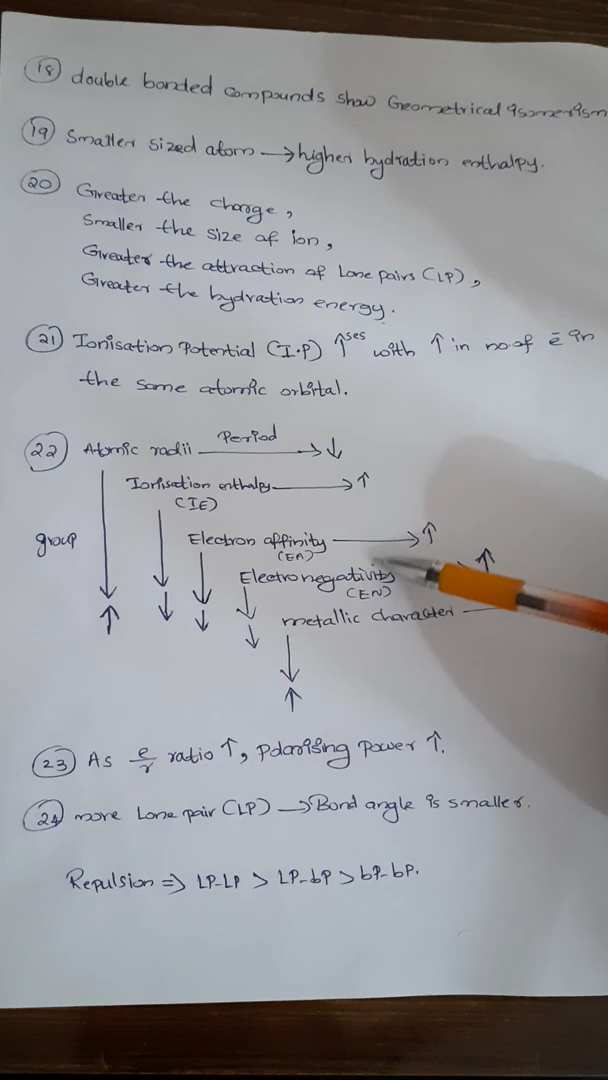 18 double bonded compounds show Geometrical isomerism
19 Smaller sized atom → higher hydration enthalpy.
20 Greater the charge,
Smaller the size of ion,
Greater the attraction of Lone pairs (LP),
Greater the hydration energy.
21 Ionisation Potential (I.P) ↑ses with ↑ in no.of ē in
the same atomic orbital.
22 Atomic radii Period → ↓
Ionisation enthalpy → ↑
(IE)
group Electron affinity → ↑
(EA)
Electronegativity ↑
(EN)
metallic character
↑ ↓ ↓ ↓ ↑
23 As e/r ratio ↑, Polarising power ↑.
24 more Lone pair (LP) → Bond angle is smaller.
Repulsion ⇒ LP-LP > LP-bP > bP-bP.